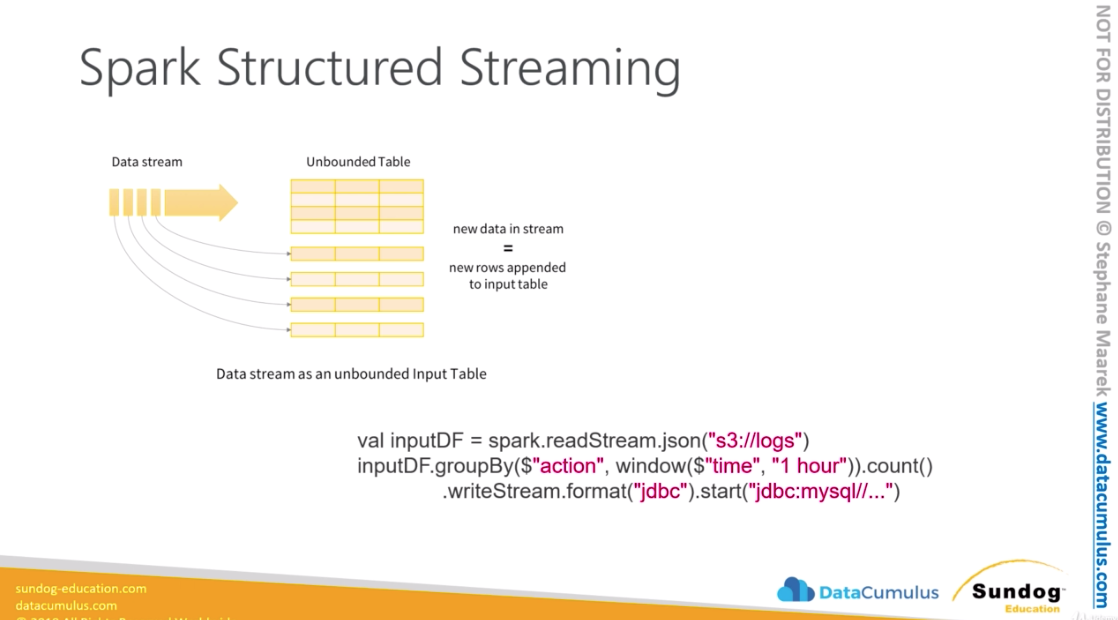 Spark Structured Streaming
Data stream
Unbounded Table
new data in stream
=
new rows appended
to input table
Data stream as an unbounded Input Table
val inputDF = spark.readStream.json("s3://logs")
inputDF.groupBy($"action", window($"time", "1 hour")).count()
.writeStream.format("jdbc").start("jdbc:mysql//...")
NOT FOR DISTRIBUTION © Stephane Maarek www.datacumulus.com
sundog-education.com
datacumulus.com
DataCumulus
Sundog
Education